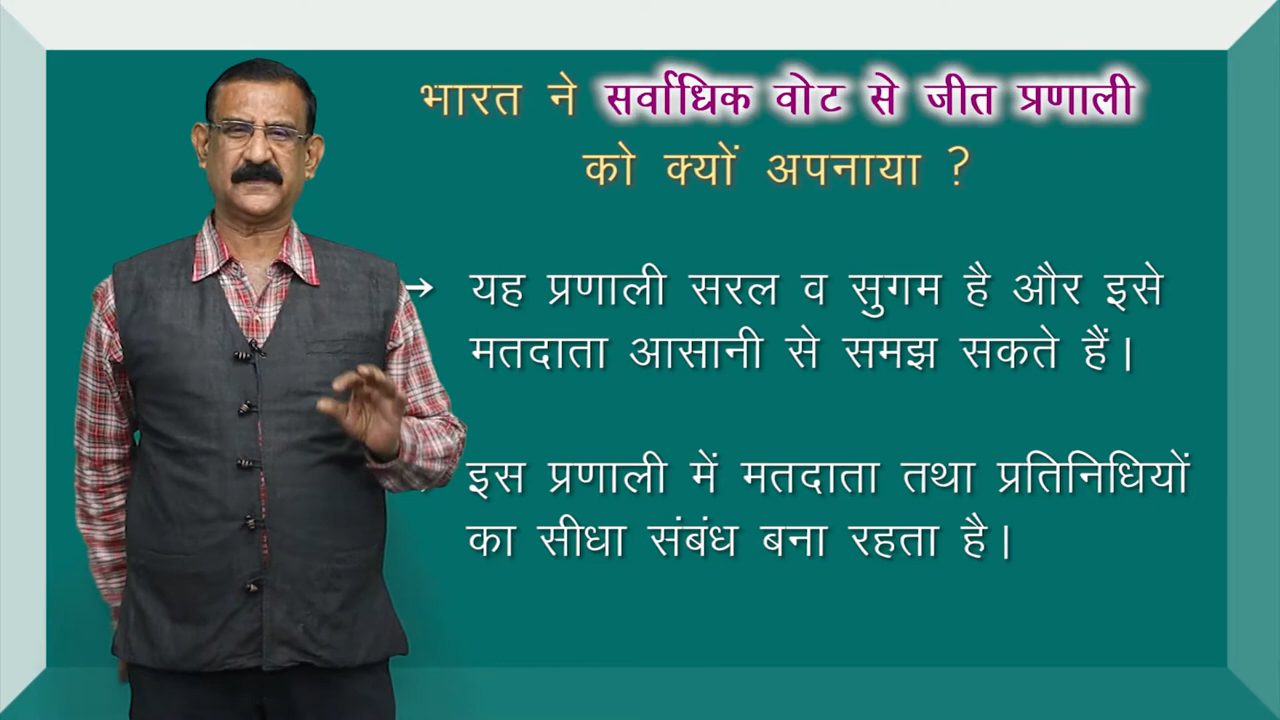 भारत ने सर्वाधिक वोट से जीत प्रणाली
को क्यों अपनाया ?
→ यह प्रणाली सरल व सुगम है और इसे
मतदाता आसानी से समझ सकते हैं।
इस प्रणाली में मतदाता तथा प्रतिनिधियों
का सीधा संबंध बना रहता है।